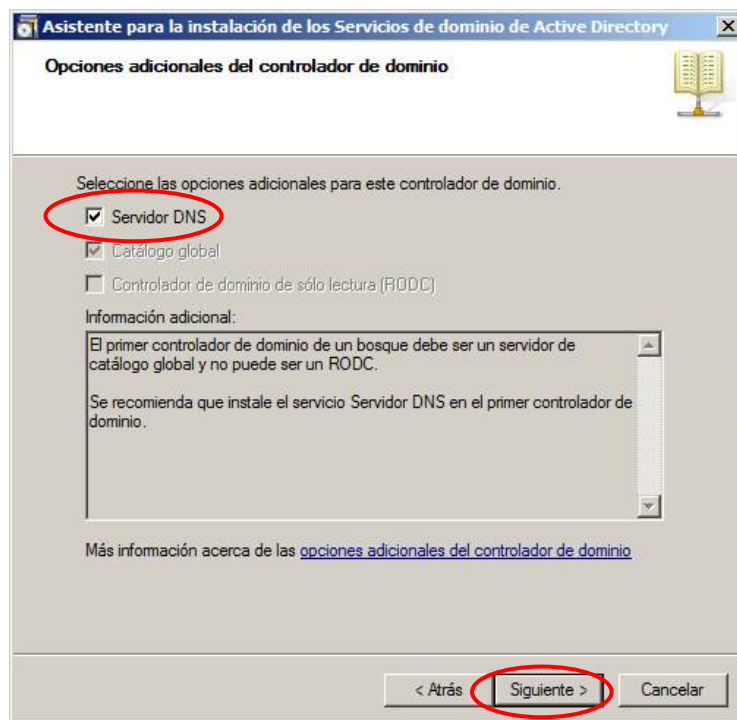 Asistente para la instalación de los Servicios de dominio de Active Directory
Opciones adicionales del controlador de dominio
Seleccione las opciones adicionales para este controlador de dominio.
Servidor DNS
Catálogo global
Controlador de dominio de sólo lectura (RODC)
Información adicional:
El primer controlador de dominio de un bosque debe ser un servidor de
catálogo global y no puede ser un RODC.
Se recomienda que instale el servicio Servidor DNS en el primer controlador de
dominio.
Más información acerca de las opciones adicionales del controlador de dominio
< Atrás Siguiente > Cancelar